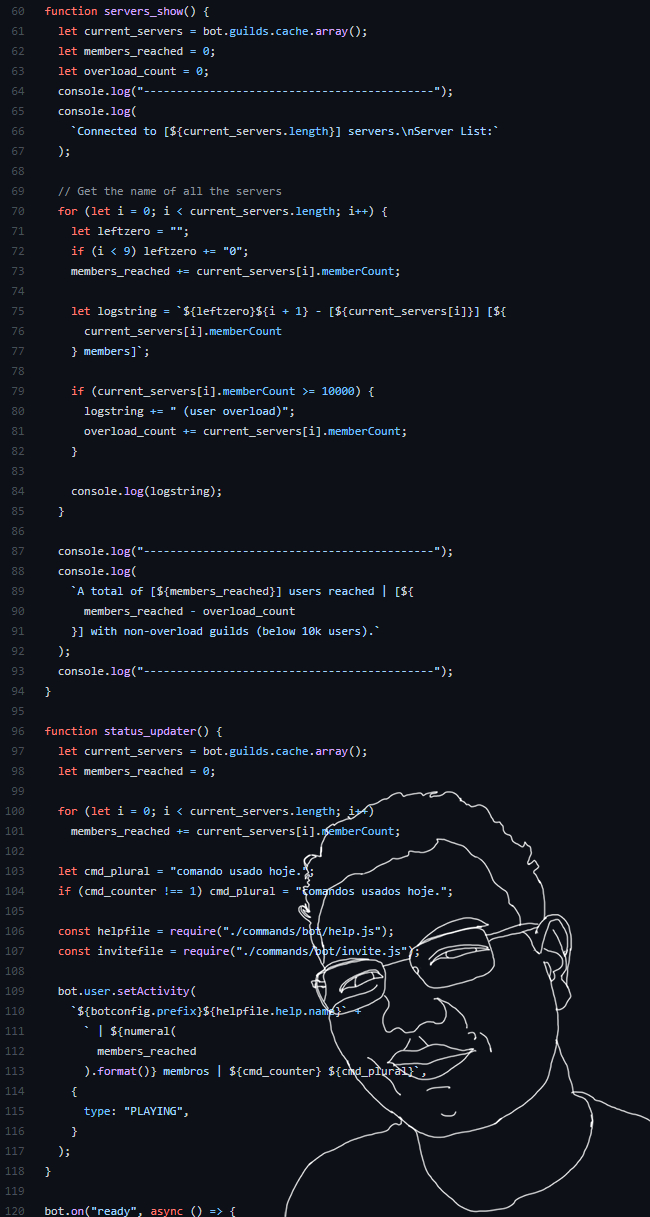 60 function servers_show() {
61   let current_servers = bot.guilds.cache.array();
62   let members_reached = 0;
63   let overload_count = 0;
64   console.log("--------------------------------------------");
65   console.log(
66     `Connected to [${current_servers.length}] servers.\nServer List:`
67   );
68
69   // Get the name of all the servers
70   for (let i = 0; i < current_servers.length; i++) {
71     let leftzero = "";
72     if (i < 9) leftzero += "0";
73     members_reached += current_servers[i].memberCount;
74
75     let logstring = `${leftzero}${i + 1} - [${current_servers[i]}] [${
76       current_servers[i].memberCount
77     } members]`;
78
79     if (current_servers[i].memberCount >= 10000) {
80       logstring += " (user overload)";
81       overload_count += current_servers[i].memberCount;
82     }
83
84     console.log(logstring);
85   }
86
87   console.log("--------------------------------------------");
88   console.log(
89     `A total of [${members_reached}] users reached | [${
90       members_reached - overload_count
91     }] with non-overload guilds (below 10k users).`
92   );
93   console.log("--------------------------------------------");
94 }
95
96 function status_updater() {
97   let current_servers = bot.guilds.cache.array();
98   let members_reached = 0;
99
100   for (let i = 0; i < current_servers.length; i++)
101     members_reached += current_servers[i].memberCount;
102
103   let cmd_plural = "comando usado hoje.";
104   if (cmd_counter !== 1) cmd_plural = "comandos usados hoje.";
105
106   const helpfile = require("./commands/bot/help.js");
107   const invitefile = require("./commands/bot/invite.js");
108
109   bot.user.setActivity(
110     `${botconfig.prefix}${helpfile.help.name}` +
111       ` | ${numeral(
112         members_reached
113       ).format()} membros | ${cmd_counter} ${cmd_plural}`,
114     {
115       type: "PLAYING",
116     }
117   );
118 }
119
120 bot.on("ready", async () => {